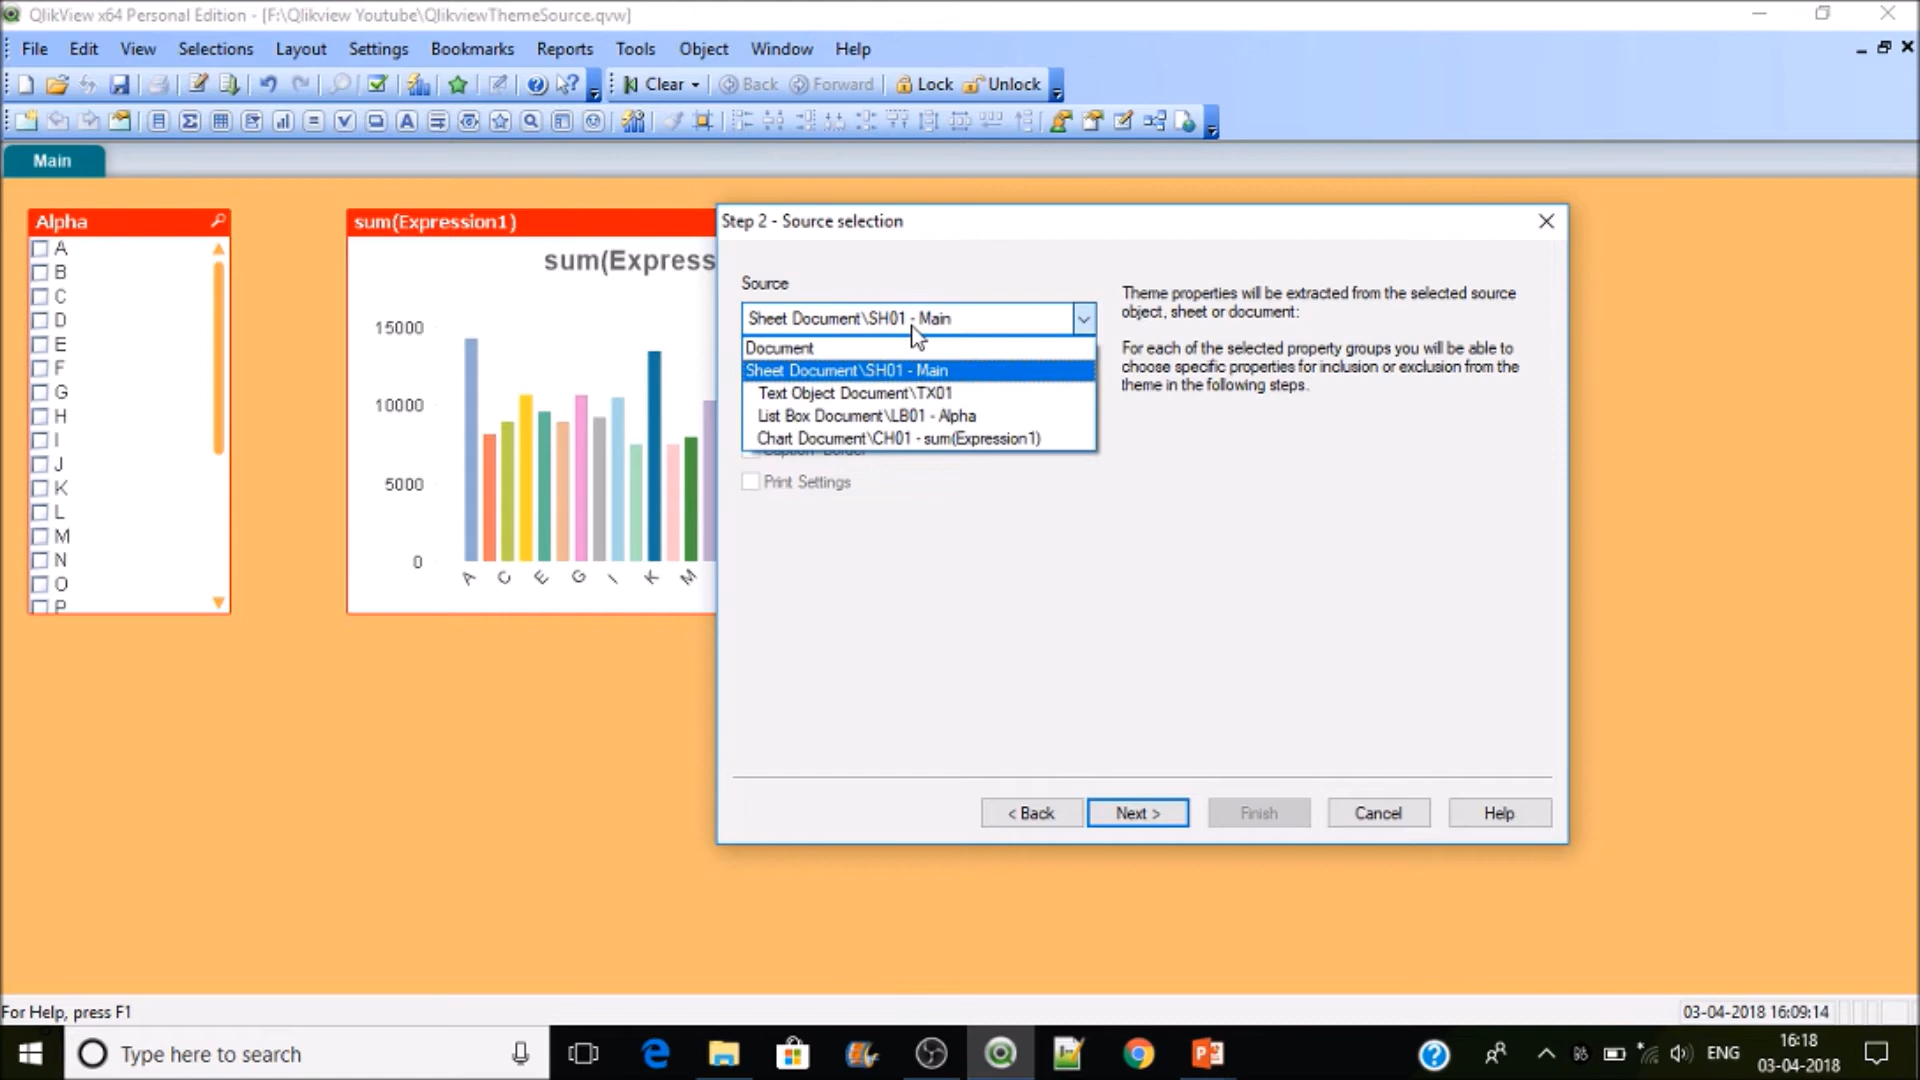 QlikView x64 Personal Edition - [F:\Qlikview Youtube\QlikviewThemeSource.qvw]
File Edit View Selections Layout Settings Bookmarks Reports Tools Object Window Help
Clear Back Forward Lock Unlock
Main
Alpha
A
B
C
D
E
F
G
H
I
J
K
L
M
N
O
P
sum(Expression1)
sum(Express
15000
10000
5000
0
A C E G I K M
Step 2 - Source selection
Source
Sheet Document\SH01 - Main
Document
Sheet Document\SH01 - Main
Text Object Document\TX01
List Box Document\LB01 - Alpha
Chart Document\CH01 - sum(Expression1)
Print Settings
Theme properties will be extracted from the selected source
object, sheet or document:
For each of the selected property groups you will be able to
choose specific properties for inclusion or exclusion from the
theme in the following steps.
< Back Next > Finish Cancel Help
For Help, press F1
03-04-2018 16:09:14
Type here to search
ENG
16:18
03-04-2018